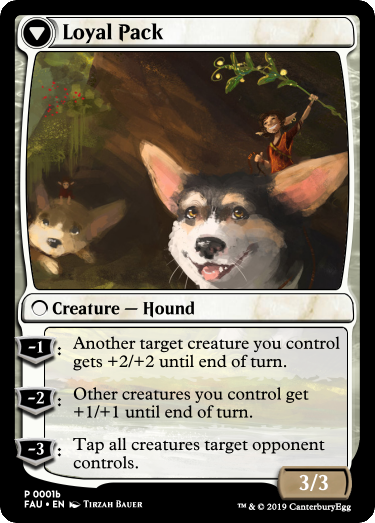 Loyal Pack
Creature — Hound
-1: Another target creature you control
gets +2/+2 until end of turn.
-2: Other creatures you control get
+1/+1 until end of turn.
-3: Tap all creatures target opponent
controls.
3/3
P 0001b
FAU • EN Tirzah Bauer
™ & © 2019 CanterburyEgg